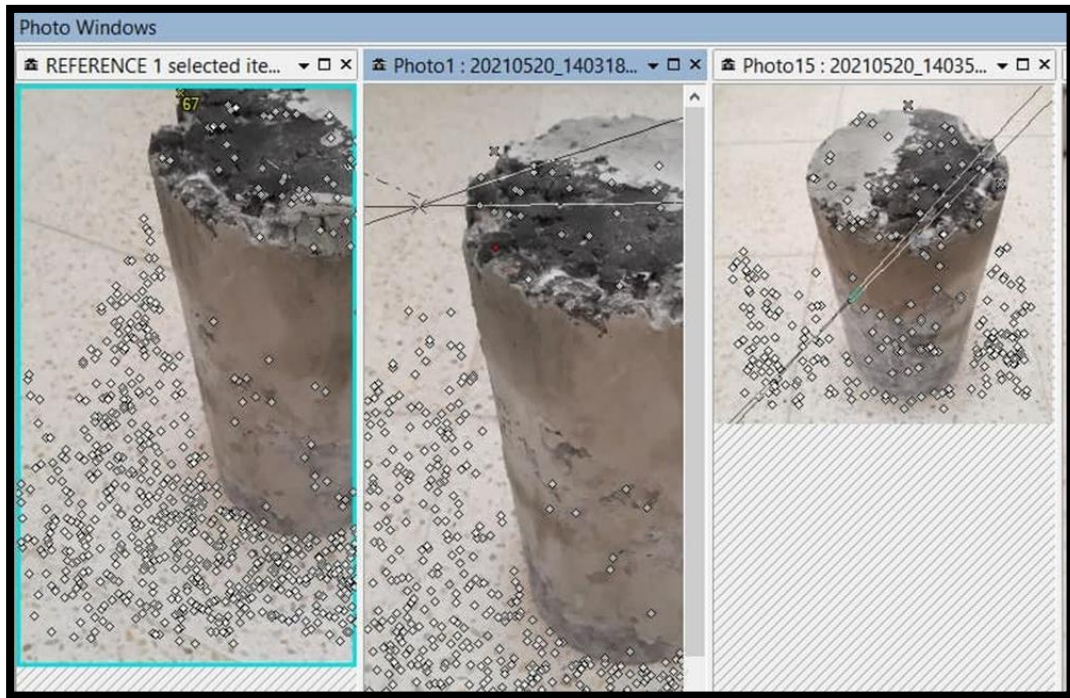 Photo Windows
REFERENCE 1 selected ite...
Photo1 : 20210520_140318...
Photo15 : 20210520_14035...
67